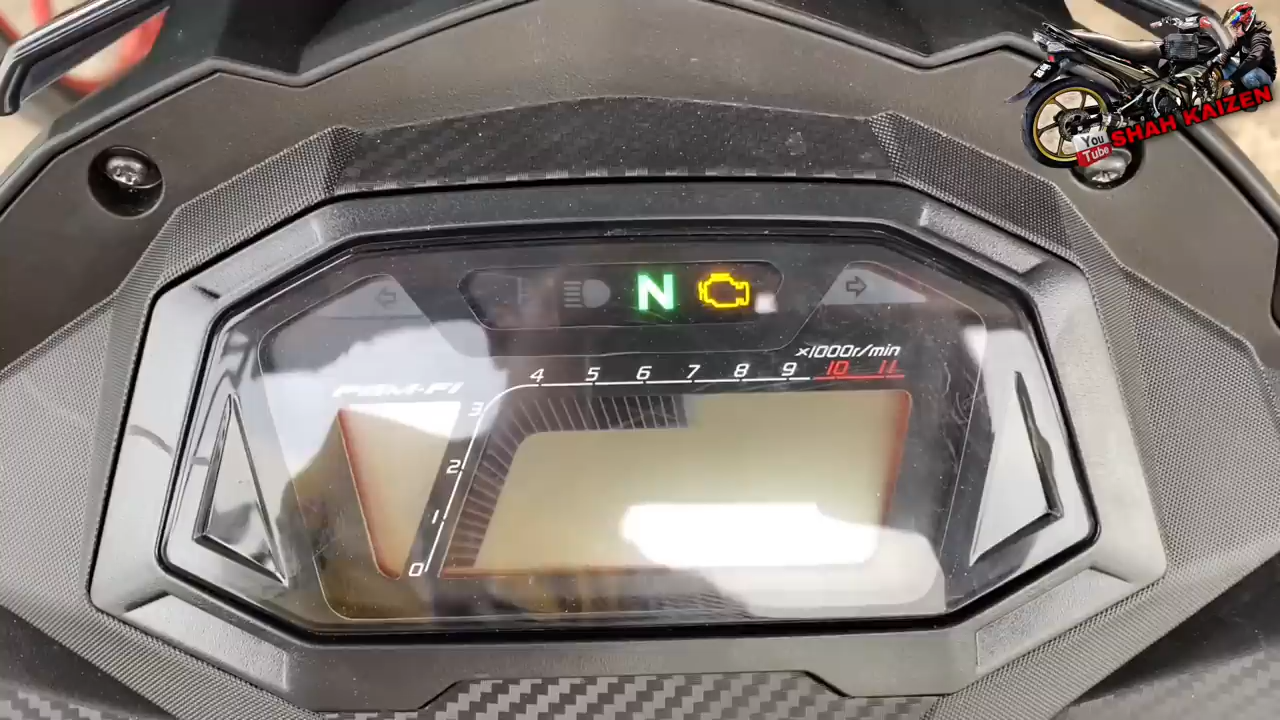 You
Tube
SHAH KAIZEN
N
x1000r/min
4 5 6 7 8 9 10 11
PGM-FI
3
2
1
0